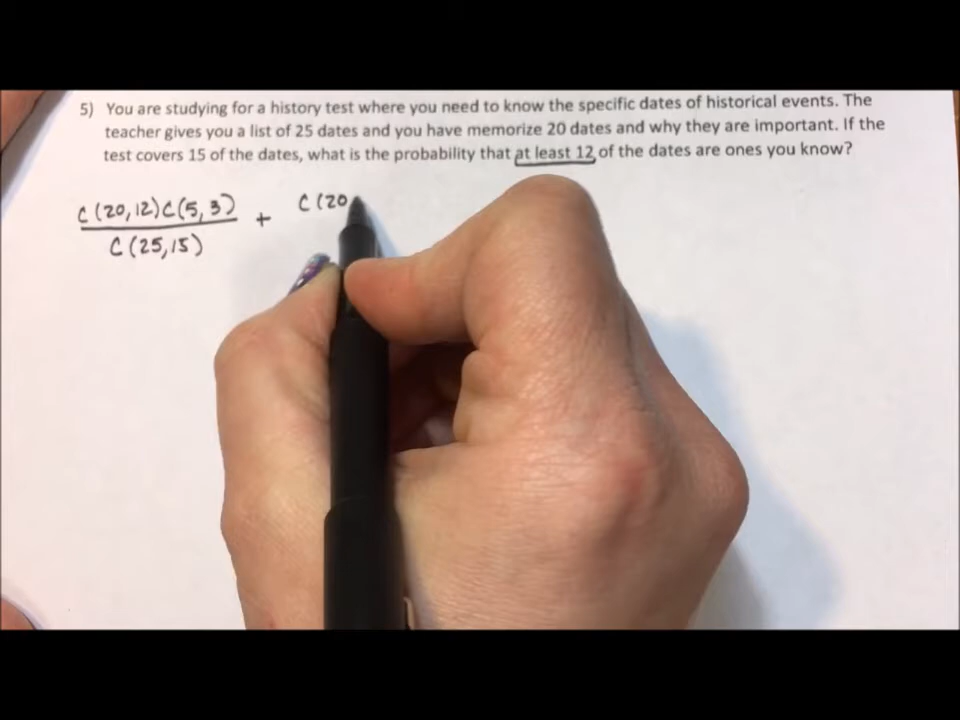 5) You are studying for a history test where you need to know the specific dates of historical events. The
teacher gives you a list of 25 dates and you have memorize 20 dates and why they are important. If the
test covers 15 of the dates, what is the probability that at least 12 of the dates are ones you know?
C(20,12)C(5,3) + C(20
C(25,15)